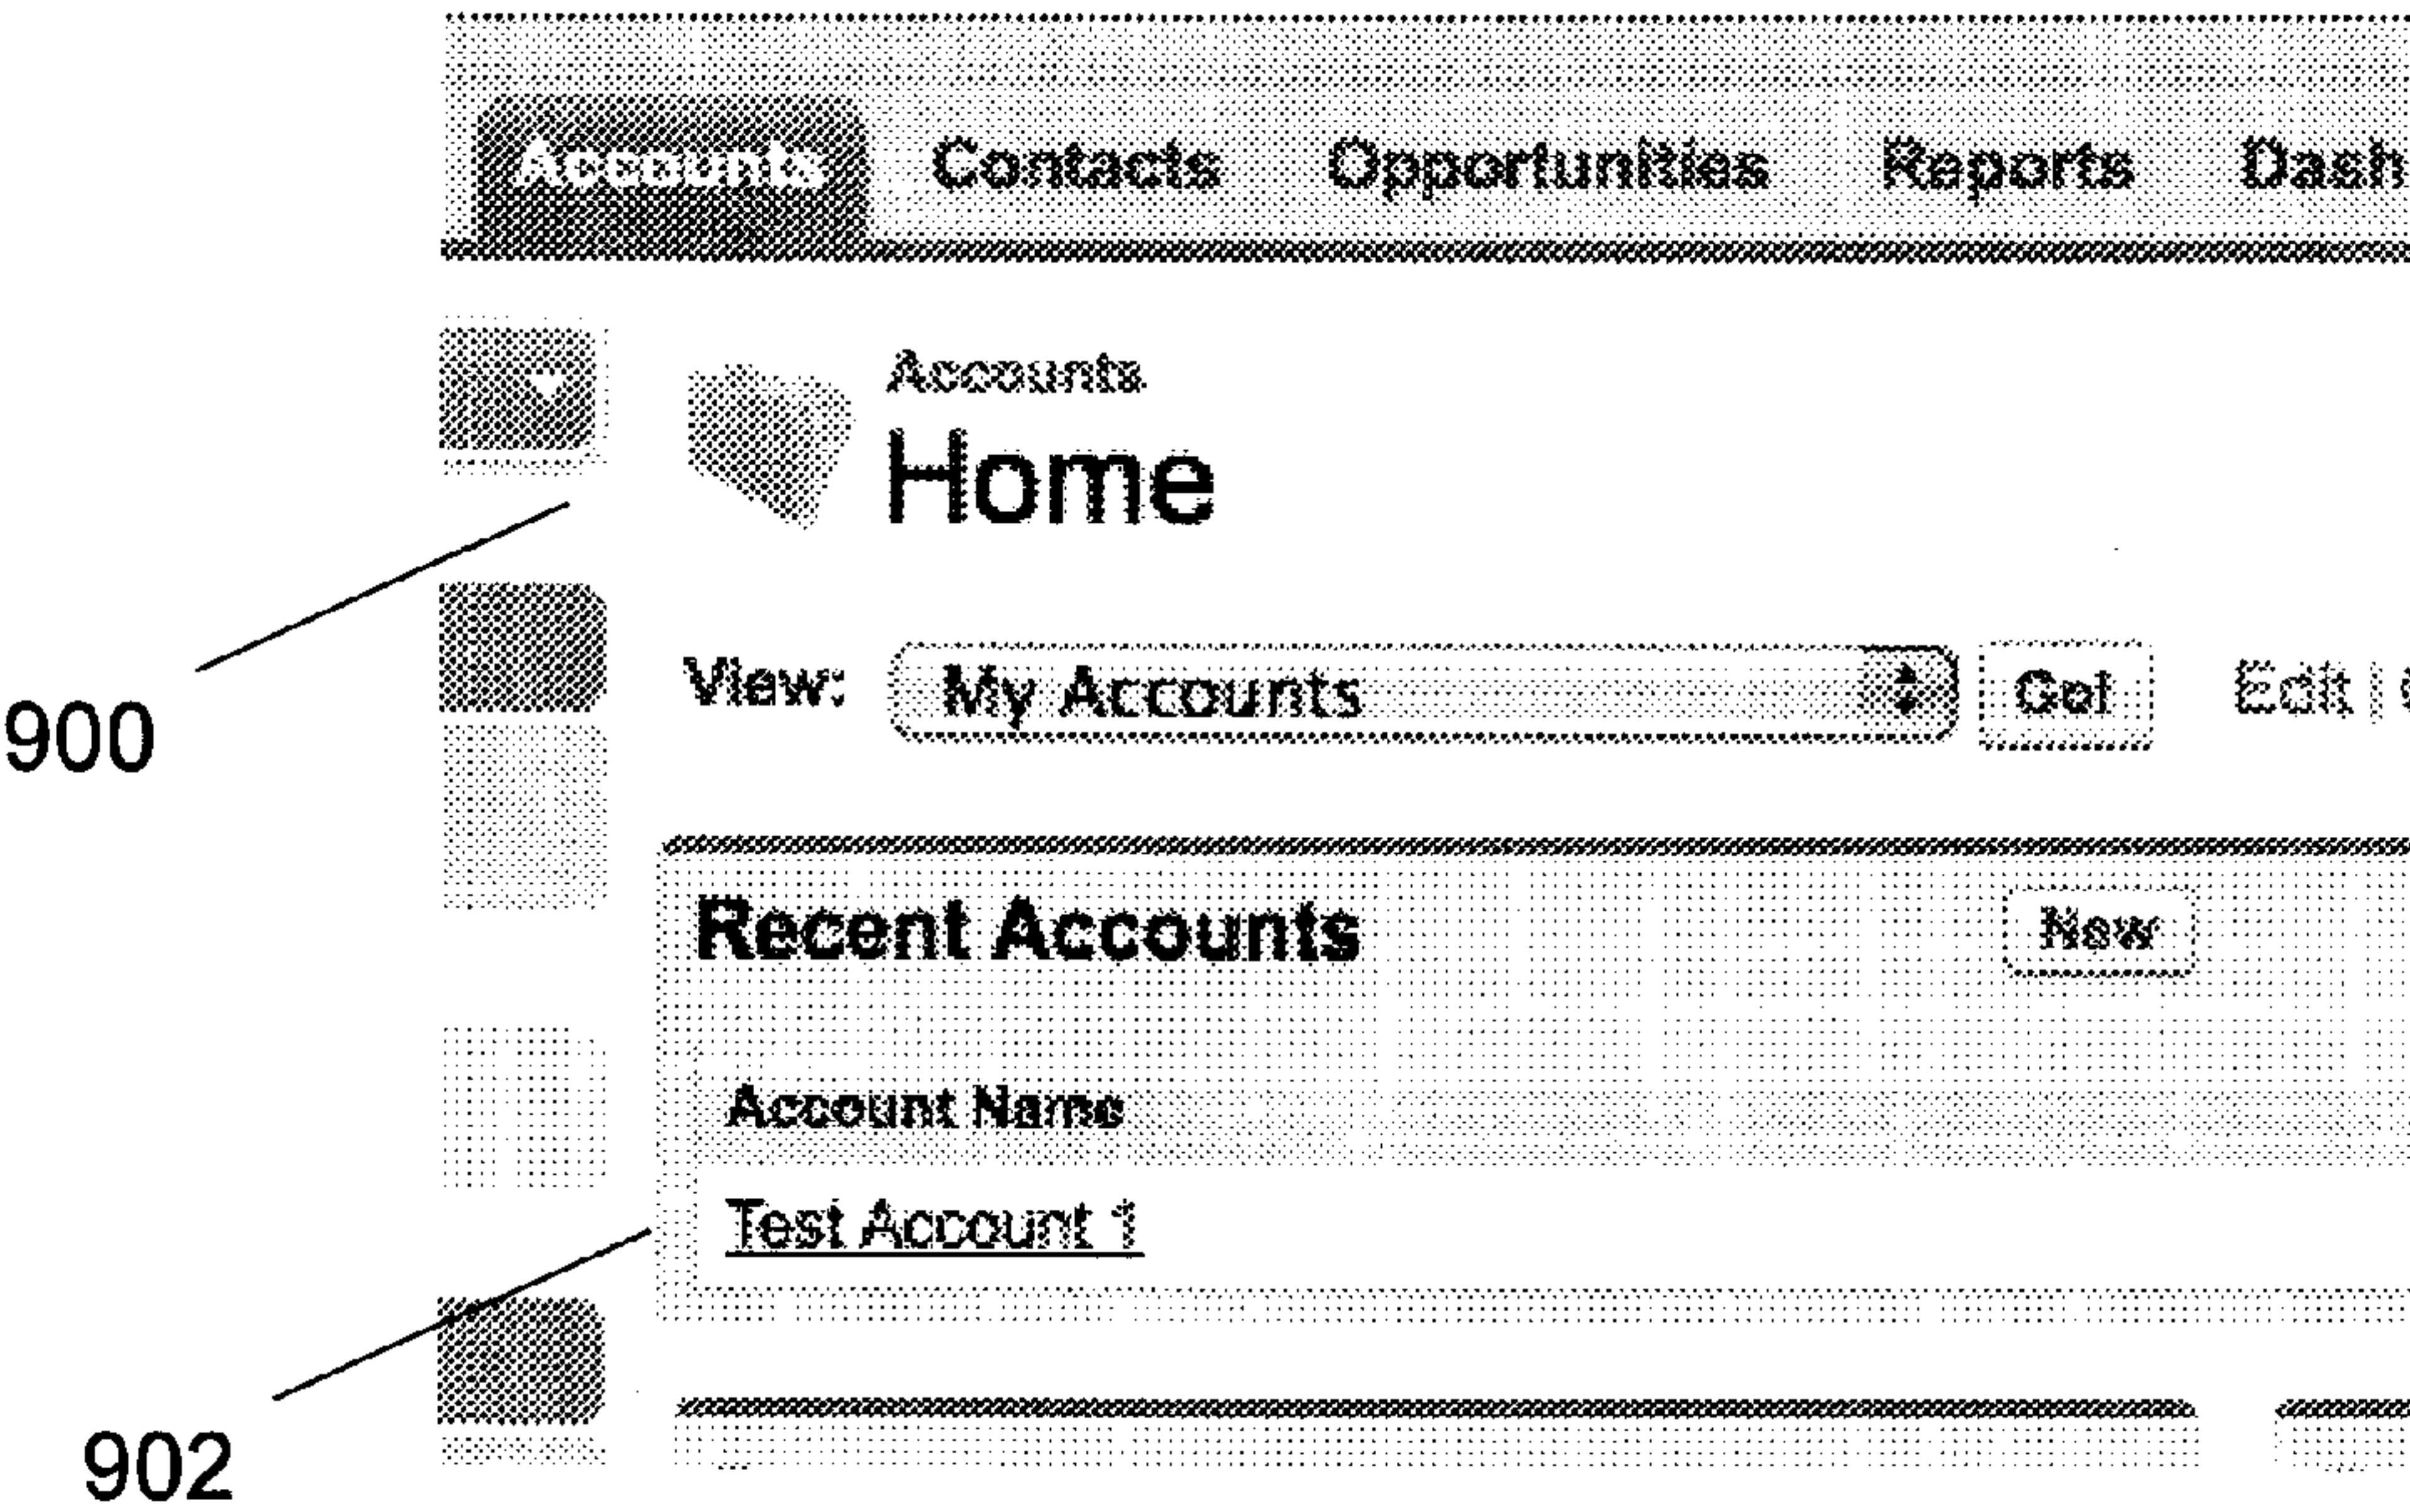 Accounts Contacts Opportunities Reports Dash
Accounts
Home
View: My Accounts Go! Edit |
900
Recent Accounts New
Account Name
Test Account 1
902